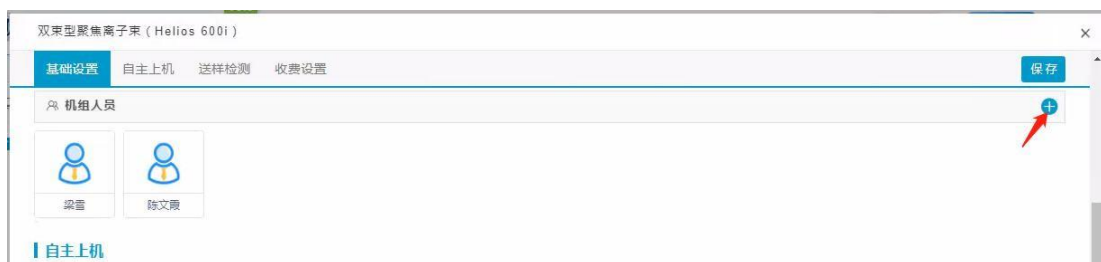 双束型聚焦离子束（Helios 600i）
基础设置 自主上机 送样检测 收费设置 保存
机组人员
梁雪 陈文霞
自主上机